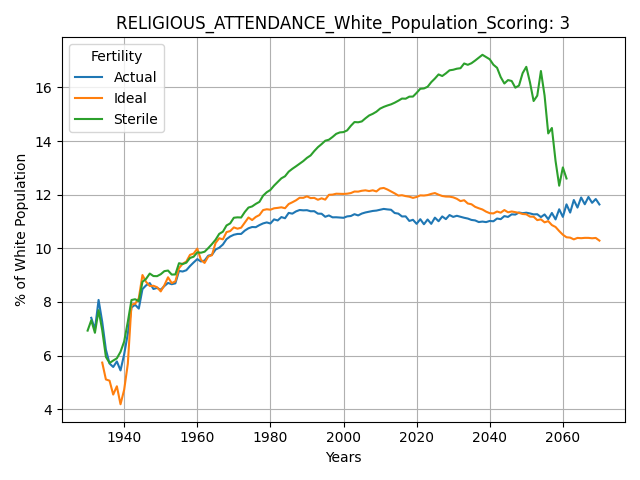 RELIGIOUS_ATTENDANCE_White_Population_Scoring: 3
Fertility
Actual
Ideal
Sterile
% of White Population
16
14
12
10
8
6
4
1940
1960
1980
2000
2020
2040
2060
Years